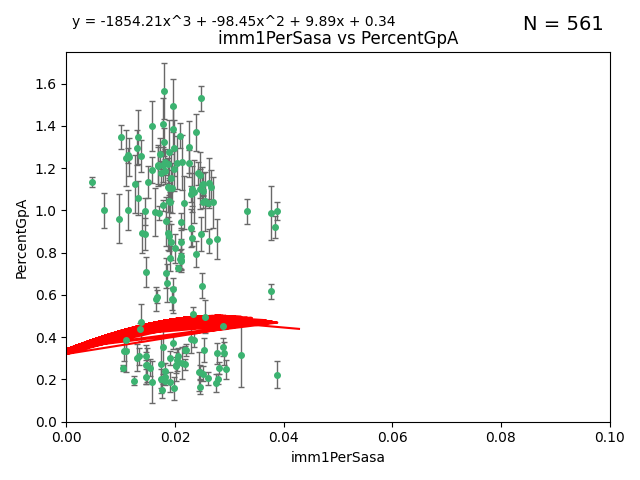 y = -1854.21x^3 + -98.45x^2 + 9.89x + 0.34
N = 561
imm1PerSasa vs PercentGpA
PercentGpA
1.6
1.4
1.2
1.0
0.8
0.6
0.4
0.2
0.0
0.00 0.02 0.04 0.06 0.08 0.10
imm1PerSasa